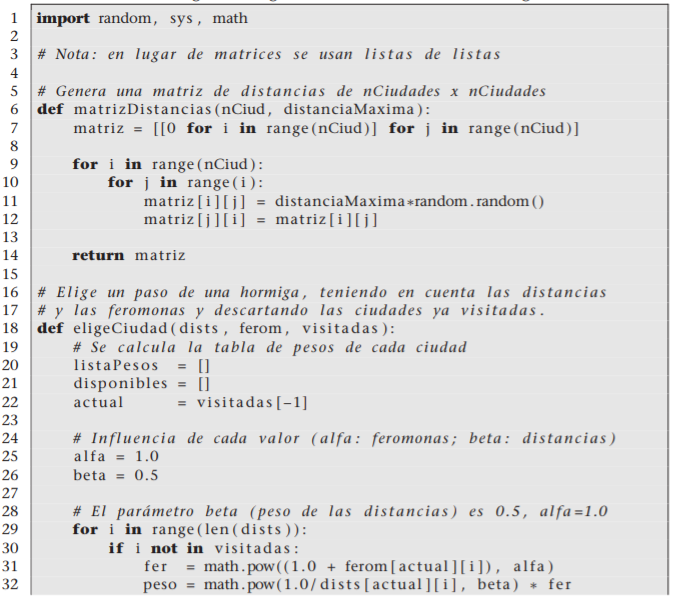 1 import random, sys, math
2
3 # Nota: en lugar de matrices se usan listas de listas
4
5 # Genera una matriz de distancias de nCiudades x nCiudades
6 def matrizDistancias(nCiud, distanciaMaxima):
7     matriz = [[0 for i in range(nCiud)] for j in range(nCiud)]
8
9     for i in range(nCiud):
10         for j in range(i):
11             matriz[i][j] = distanciaMaxima*random.random()
12             matriz[j][i] = matriz[i][j]
13
14     return matriz
15
16 # Elige un paso de una hormiga, teniendo en cuenta las distancias
17 # y las feromonas y descartando las ciudades ya visitadas.
18 def eligeCiudad(dists, ferom, visitadas):
19     # Se calcula la tabla de pesos de cada ciudad
20     listaPesos  = []
21     disponibles = []
22     actual      = visitadas[-1]
23
24     # Influencia de cada valor (alfa: feromonas; beta: distancias)
25     alfa = 1.0
26     beta = 0.5
27
28     # El parámetro beta (peso de las distancias) es 0.5, alfa=1.0
29     for i in range(len(dists)):
30         if i not in visitadas:
31             fer  = math.pow((1.0 + ferom[actual][i]), alfa)
32             peso = math.pow(1.0/dists[actual][i], beta) * fer